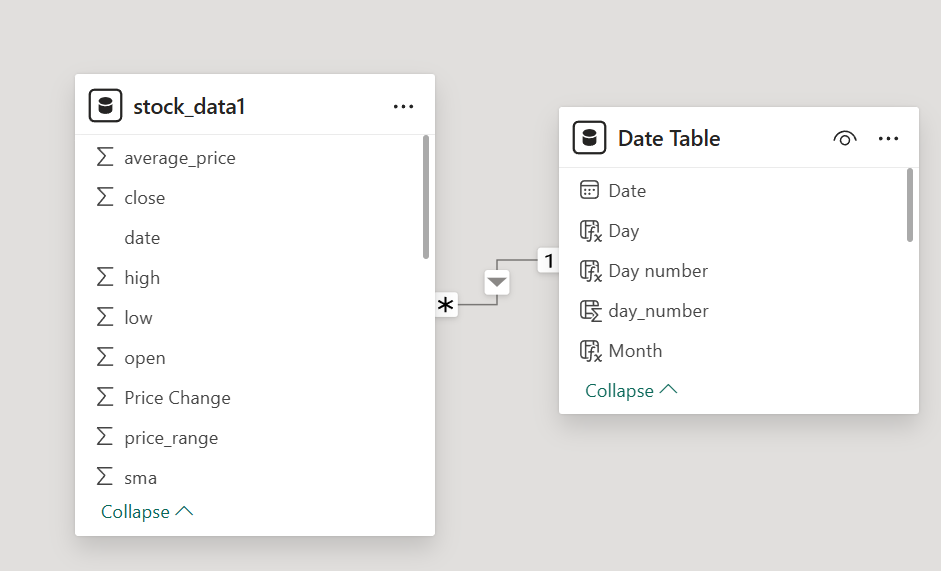 stock_data1
average_price
close
date
high
low
open
Price Change
price_range
sma
Collapse
*
1
Date Table
Date
Day
Day number
day_number
Month
Collapse